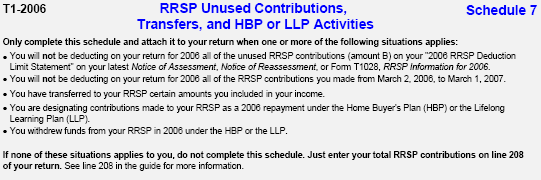 T1-2006
RRSP Unused Contributions,
Schedule 7
Transfers, and HBP or LLP Activities
Only complete this schedule and attach it to your return when one or more of the following situations applies:
• You will not be deducting on your return for 2006 all of the unused RRSP contributions (amount B) on your "2006 RRSP Deduction
Limit Statement" on your latest Notice of Assessment, Notice of Reassessment, or Form T1028, RRSP Information for 2006.
• You will not be deducting on your return for 2006 all of the RRSP contributions you made from March 2, 2006, to March 1, 2007.
• You have transferred to your RRSP certain amounts you included in your income.
• You are designating contributions made to your RRSP as a 2006 repayment under the Home Buyer's Plan (HBP) or the Lifelong
Learning Plan (LLP).
• You withdrew funds from your RRSP in 2006 under the HBP or the LLP.
If none of these situations applies to you, do not complete this schedule. Just enter your total RRSP contributions on line 208
of your return. See line 208 in the guide for more information.